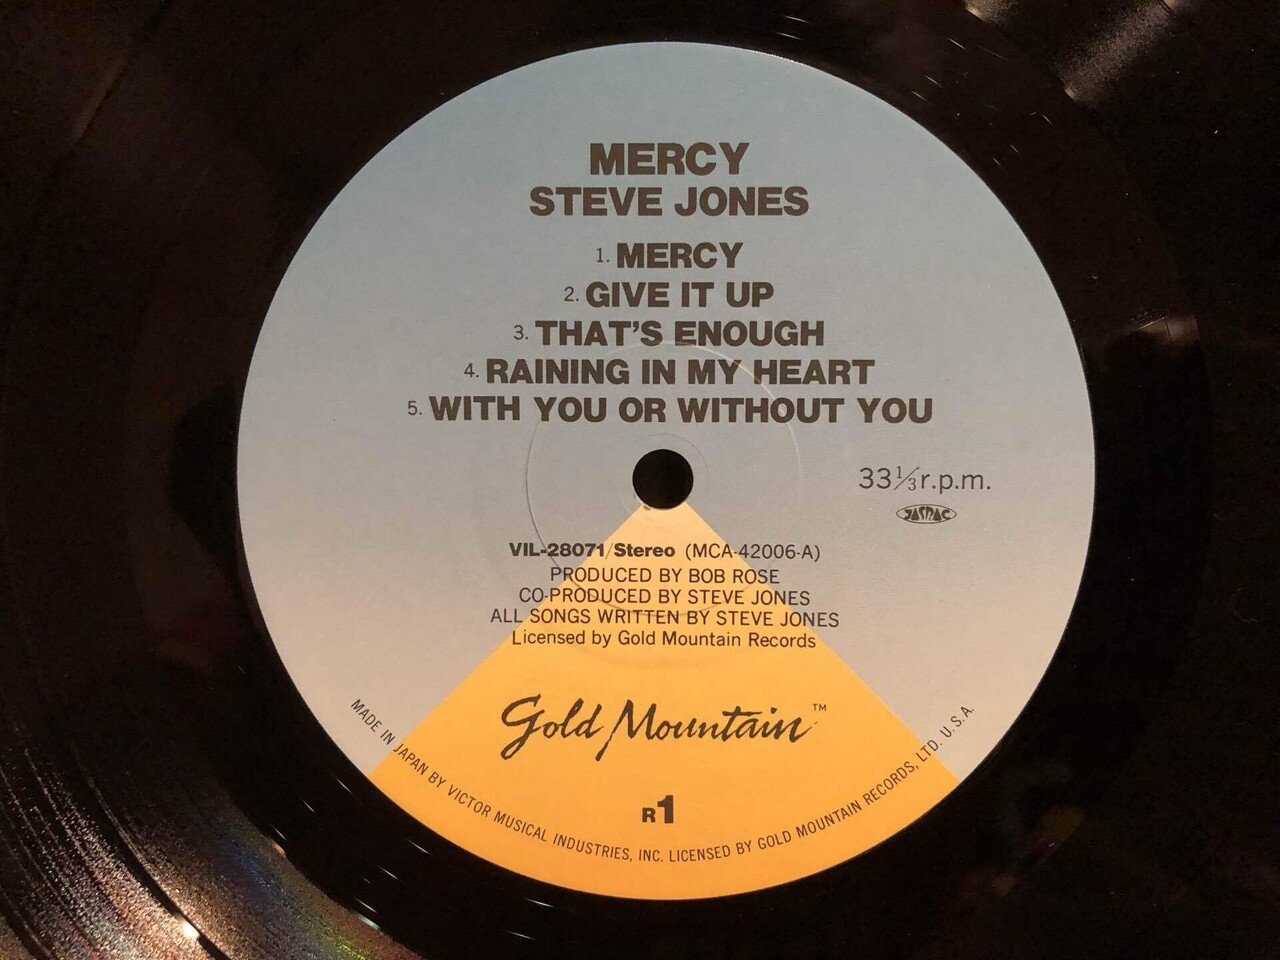 MERCY
STEVE JONES
1. MERCY
2. GIVE IT UP
3. THAT'S ENOUGH
4. RAINING IN MY HEART
5. WITH YOU OR WITHOUT YOU
33⅓r.p.m.
JASRAC
VIL-28071/Stereo (MCA-42006-A)
PRODUCED BY BOB ROSE
CO-PRODUCED BY STEVE JONES
ALL SONGS WRITTEN BY STEVE JONES
Licensed by Gold Mountain Records
Gold Mountain™
R1
MADE IN JAPAN BY VICTOR MUSICAL INDUSTRIES, INC. LICENSED BY GOLD MOUNTAIN RECORDS, LTD. U.S.A.